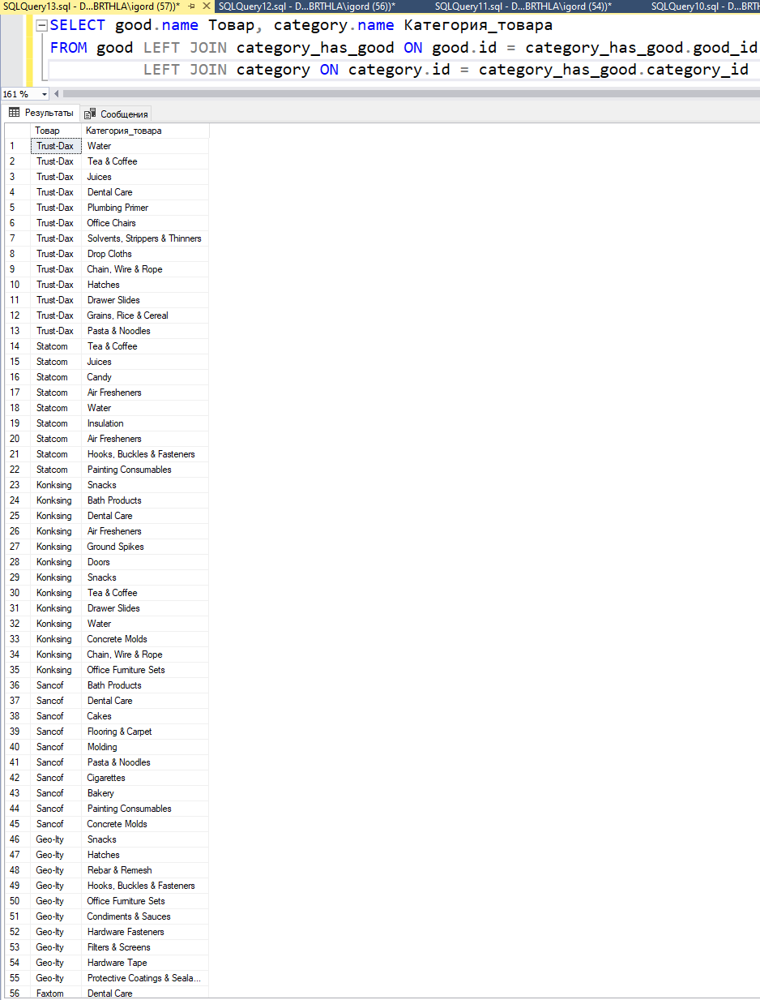 SQLQuery13.sql - D...BRTHLA\igord (57))* SQLQuery12.sql - D...BRTHLA\igord (56))* SQLQuery11.sql - D...BRTHLA\igord (54))* SQLQuery10.sql - D...BRTH
SELECT good.name Товар, category.name Категория_товара
FROM good LEFT JOIN category_has_good ON good.id = category_has_good.good_id
LEFT JOIN category ON category.id = category_has_good.category_id
161 %
Результаты Сообщения
Товар Категория_товара
1 Trust-Dax Water
2 Trust-Dax Tea & Coffee
3 Trust-Dax Juices
4 Trust-Dax Dental Care
5 Trust-Dax Plumbing Primer
6 Trust-Dax Office Chairs
7 Trust-Dax Solvents, Strippers & Thinners
8 Trust-Dax Drop Cloths
9 Trust-Dax Chain, Wire & Rope
10 Trust-Dax Hatches
11 Trust-Dax Drawer Slides
12 Trust-Dax Grains, Rice & Cereal
13 Trust-Dax Pasta & Noodles
14 Statcom Tea & Coffee
15 Statcom Juices
16 Statcom Candy
17 Statcom Air Fresheners
18 Statcom Water
19 Statcom Insulation
20 Statcom Air Fresheners
21 Statcom Hooks, Buckles & Fasteners
22 Statcom Painting Consumables
23 Konksing Snacks
24 Konksing Bath Products
25 Konksing Dental Care
26 Konksing Air Fresheners
27 Konksing Ground Spikes
28 Konksing Doors
29 Konksing Snacks
30 Konksing Tea & Coffee
31 Konksing Drawer Slides
32 Konksing Water
33 Konksing Concrete Molds
34 Konksing Chain, Wire & Rope
35 Konksing Office Furniture Sets
36 Sancof Bath Products
37 Sancof Dental Care
38 Sancof Cakes
39 Sancof Flooring & Carpet
40 Sancof Molding
41 Sancof Pasta & Noodles
42 Sancof Cigarettes
43 Sancof Bakery
44 Sancof Painting Consumables
45 Sancof Concrete Molds
46 Geo-Ity Snacks
47 Geo-Ity Hatches
48 Geo-Ity Rebar & Remesh
49 Geo-Ity Hooks, Buckles & Fasteners
50 Geo-Ity Office Furniture Sets
51 Geo-Ity Condiments & Sauces
52 Geo-Ity Hardware Fasteners
53 Geo-Ity Filters & Screens
54 Geo-Ity Hardware Tape
55 Geo-Ity Protective Coatings & Seala...
56 Faxtom Dental Care